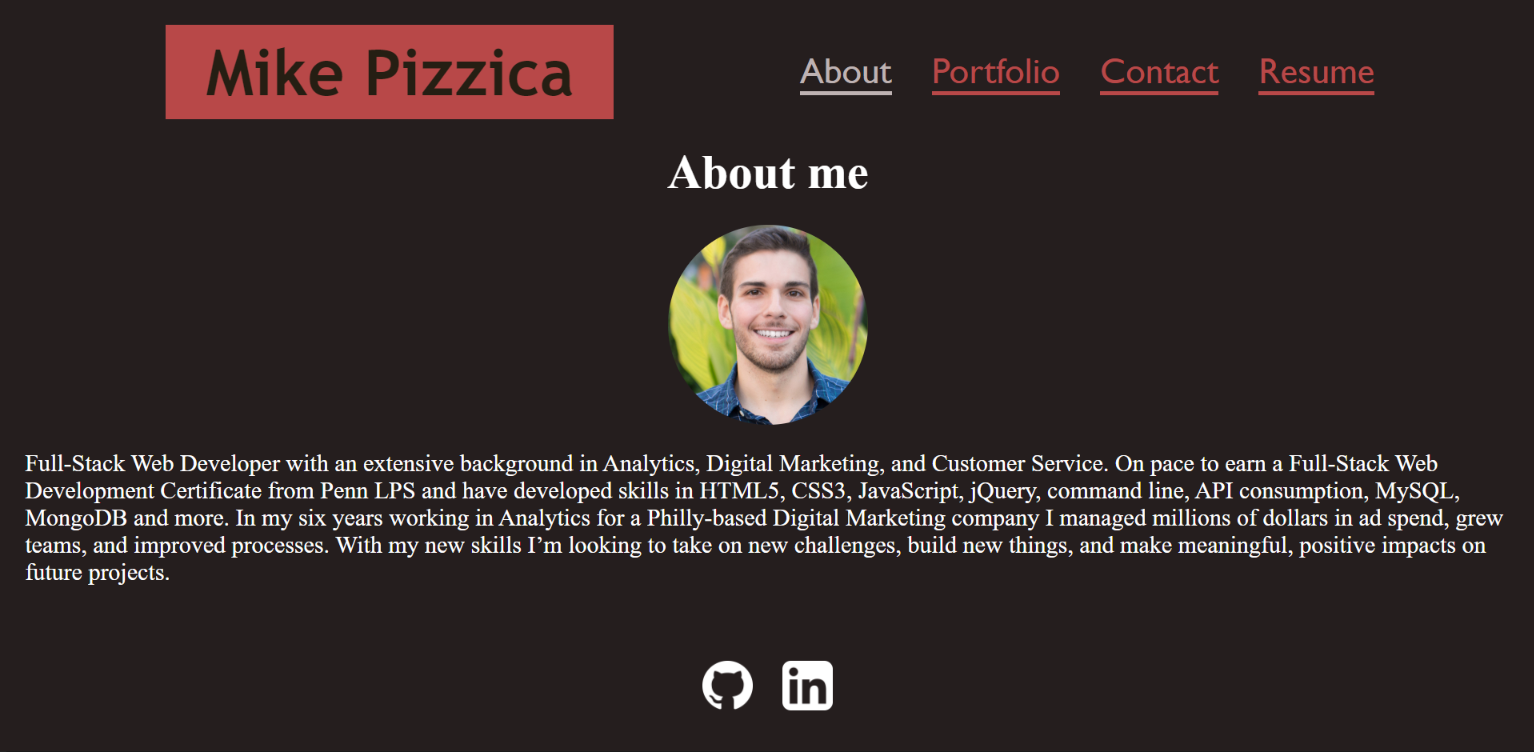 Mike Pizzica
About Portfolio Contact Resume
About me
Full-Stack Web Developer with an extensive background in Analytics, Digital Marketing, and Customer Service. On pace to earn a Full-Stack Web
Development Certificate from Penn LPS and have developed skills in HTML5, CSS3, JavaScript, jQuery, command line, API consumption, MySQL,
MongoDB and more. In my six years working in Analytics for a Philly-based Digital Marketing company I managed millions of dollars in ad spend, grew
teams, and improved processes. With my new skills I’m looking to take on new challenges, build new things, and make meaningful, positive impacts on
future projects.
in